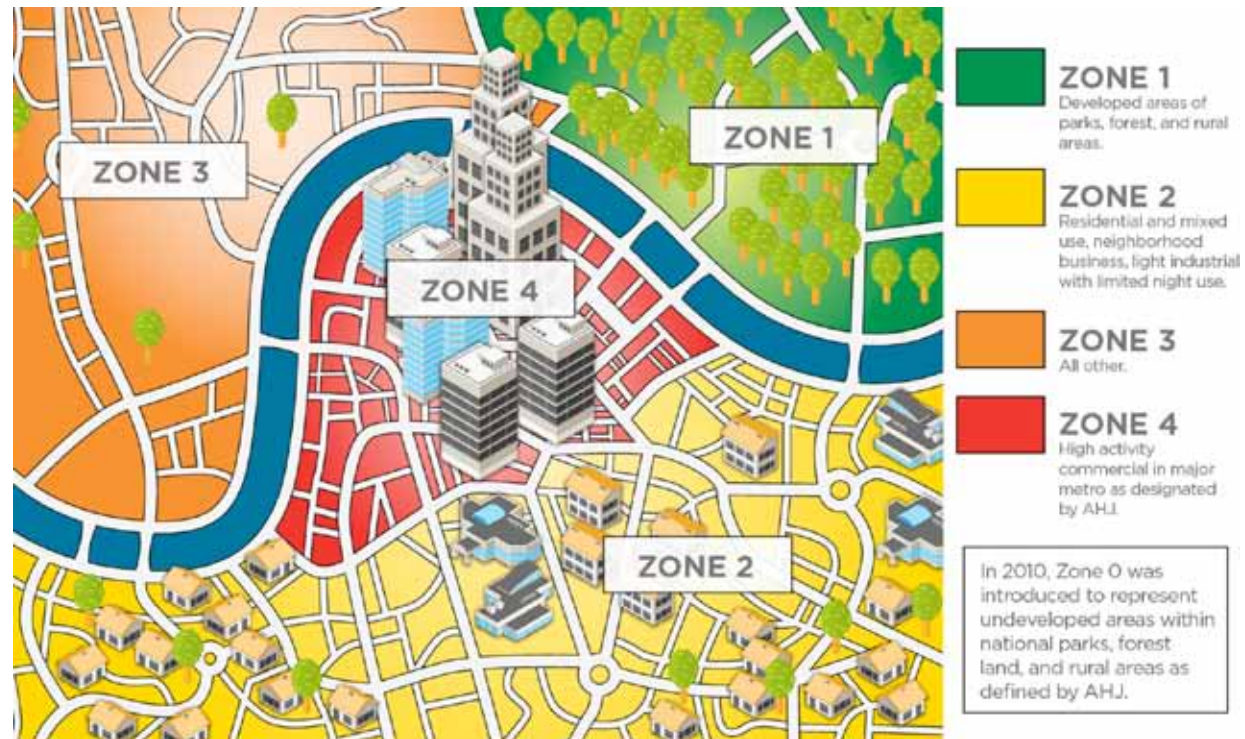 ZONE 3
ZONE 1
ZONE 4
ZONE 2
ZONE 1
Developed areas of
parks, forest, and rural
areas.
ZONE 2
Residential and mixed
use, neighborhood
business, light industrial
with limited night use.
ZONE 3
All other.
ZONE 4
High activity
commercial in major
metro as designated
by AHJ.
In 2010, Zone 0 was
introduced to represent
undeveloped areas within
national parks, forest
land, and rural areas as
defined by AHJ.